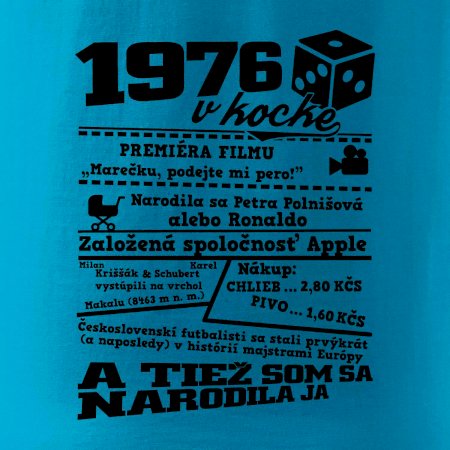 1976
v kocke
PREMIÉRA FILMU
„Marečku, podejte mi pero!”
Narodila sa Petra Polnišová
alebo Ronaldo
Založená spoločnosť Apple
Milan Karel
Kriššák & Schubert
vystúpili na vrchol
Makalu (8463 m n. m.)
Nákup:
CHLIEB ... 2,80 KČS
PIVO ... 1,60 KČS
Československí futbalisti sa stali prvýkrát
(a naposledy) v histórií majstrami Európy
A TIEŽ SOM SA
NARODILA JA